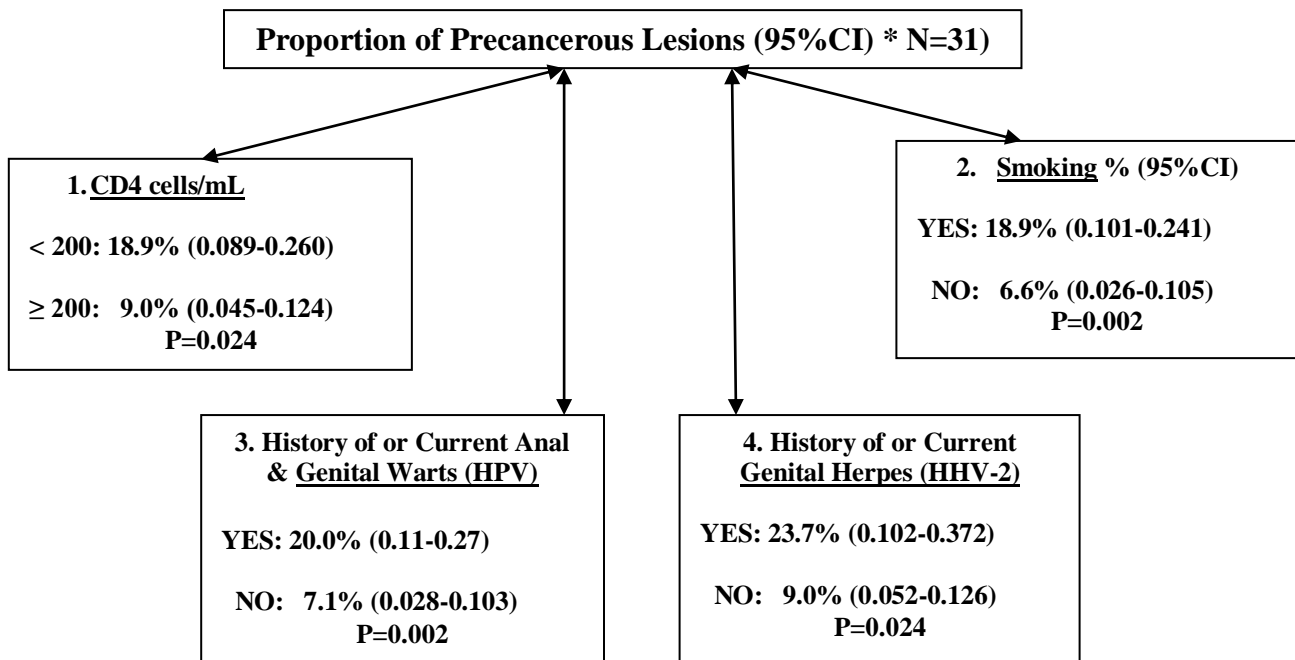 Proportion of Precancerous Lesions (95%CI) * N=31)
1. CD4 cells/mL
< 200: 18.9% (0.089-0.260)
≥ 200: 9.0% (0.045-0.124)
P=0.024
2. Smoking % (95%CI)
YES: 18.9% (0.101-0.241)
NO: 6.6% (0.026-0.105)
P=0.002
3. History of or Current Anal
& Genital Warts (HPV)
YES: 20.0% (0.11-0.27)
NO: 7.1% (0.028-0.103)
P=0.002
4. History of or Current
Genital Herpes (HHV-2)
YES: 23.7% (0.102-0.372)
NO: 9.0% (0.052-0.126)
P=0.024